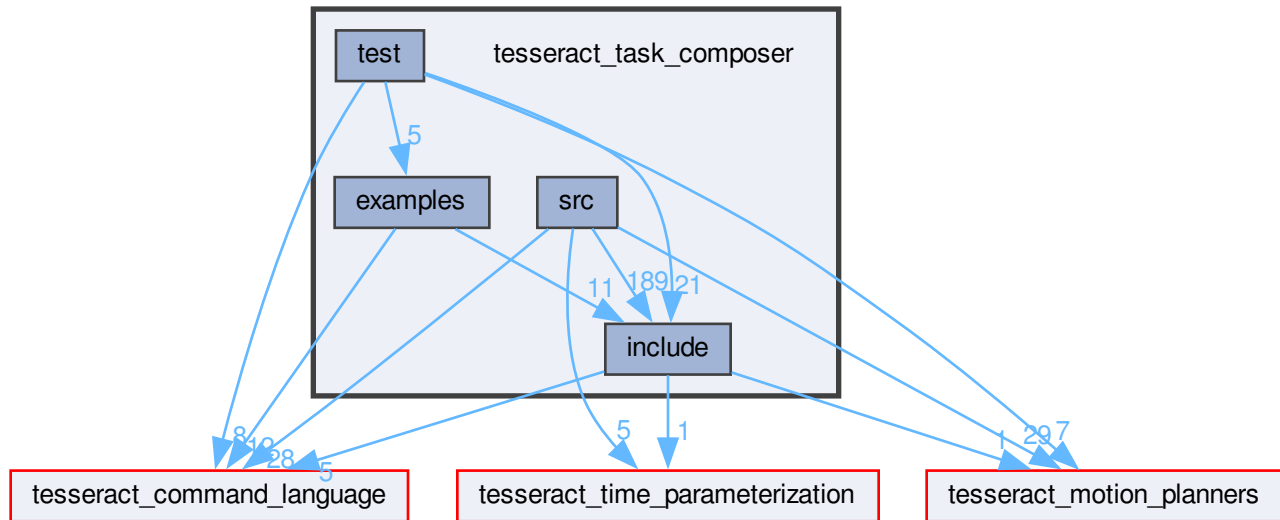 test
tesseract_task_composer
5
examples
src
11
189
21
include
8
12
28
5
5
1
1
29
7
tesseract_command_language
tesseract_time_parameterization
tesseract_motion_planners